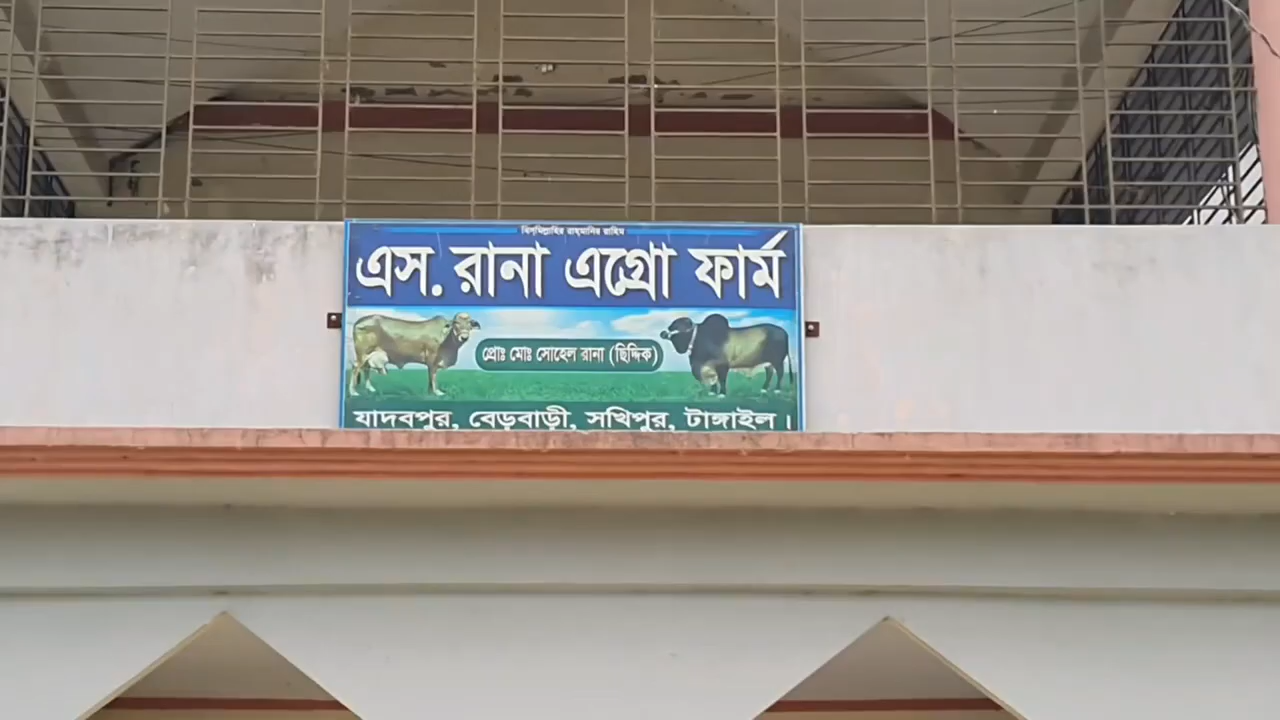 বিস্‌মিল্লাহির রাহ্‌মানির রাহিম
এস. রানা এগ্রো ফার্ম
প্রোঃ মোঃ সোহেল রানা (ছিদ্দিক)
যাদবপুর, বেড়বাড়ী, সখিপুর, টাঙ্গাইল।